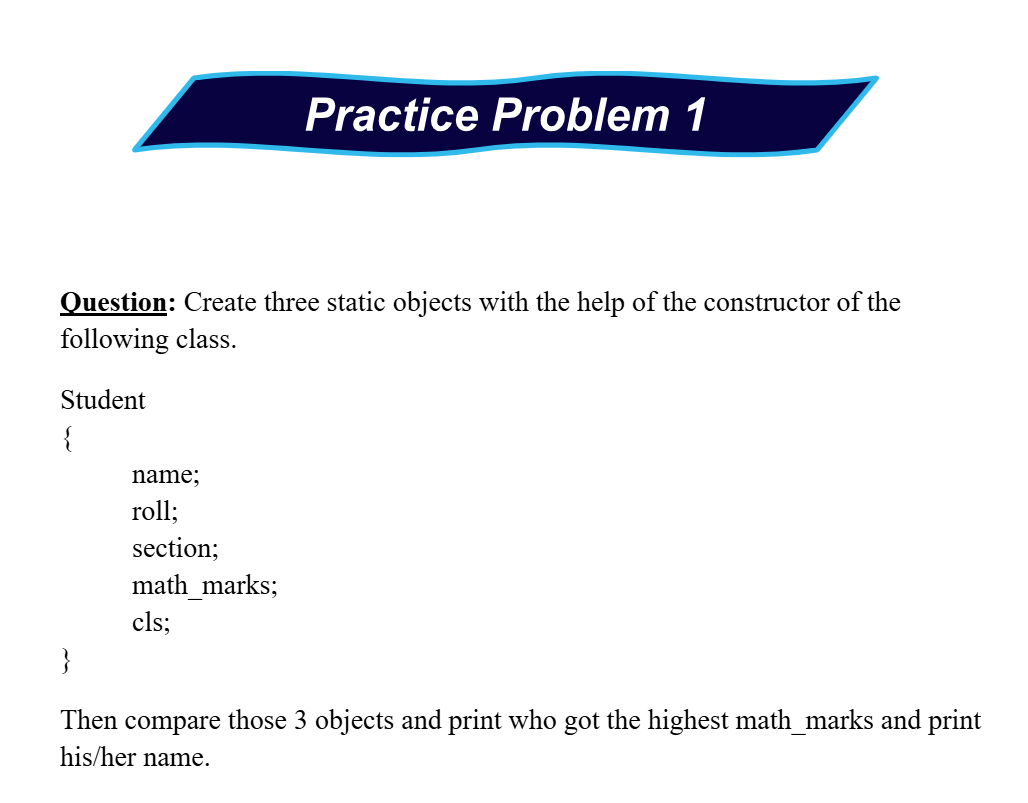 Practice Problem 1
Question: Create three static objects with the help of the constructor of the
following class.
Student
{
name;
roll;
section;
math_marks;
cls;
}
Then compare those 3 objects and print who got the highest math_marks and print
his/her name.